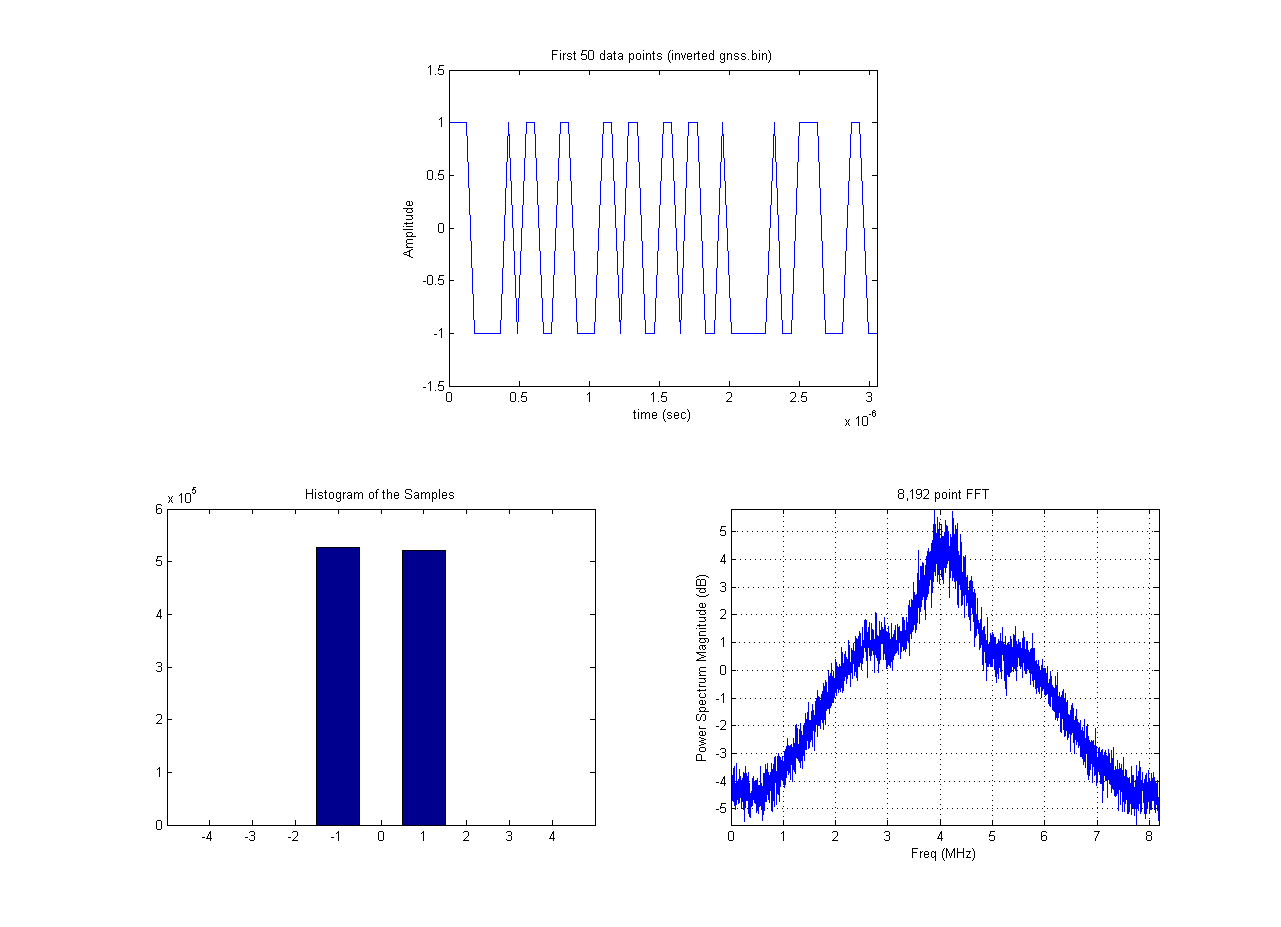 First 50 data points (inverted gnss.bin)
1.5
1
0.5
0
-0.5
-1
-1.5
Amplitude
0 0.5 1 1.5 2 2.5 3
time (sec)
x 10^-6
Histogram of the Samples
x 10^5
6
5
4
3
2
1
0
-4 -3 -2 -1 0 1 2 3 4
8,192 point FFT
5
4
3
2
1
0
-1
-2
-3
-4
-5
Power Spectrum Magnitude (dB)
0 1 2 3 4 5 6 7 8
Freq (MHz)